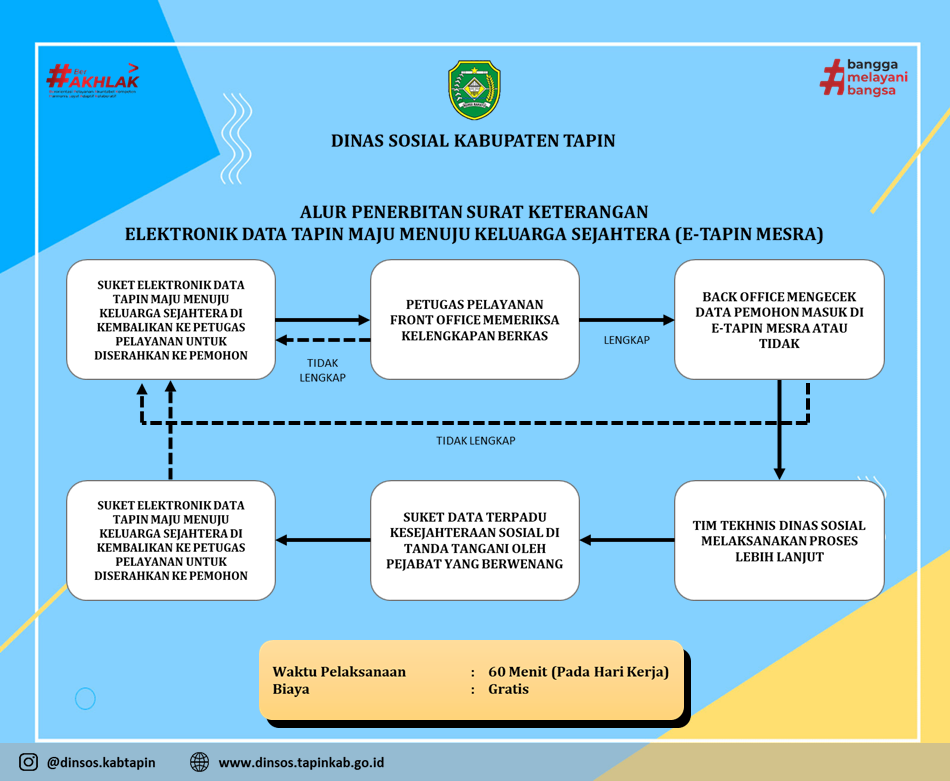 #AKHLAK
bangga
melayani
bangsa
DINAS SOSIAL KABUPATEN TAPIN
ALUR PENERBITAN SURAT KETERANGAN
ELEKTRONIK DATA TAPIN MAJU MENUJU KELUARGA SEJAHTERA (E-TAPIN MESRA)
SUKET ELEKTRONIK DATA
TAPIN MAJU MENUJU
KELUARGA SEJAHTERA DI
KEMBALIKAN KE PETUGAS
PELAYANAN UNTUK
DISERAHKAN KE PEMOHON
TIDAK
LENGKAP
PETUGAS PELAYANAN
FRONT OFFICE MEMERIKSA
KELENGKAPAN BERKAS
LENGKAP
BACK OFFICE MENGECEK
DATA PEMOHON MASUK DI
E-TAPIN MESRA ATAU
TIDAK
TIDAK LENGKAP
SUKET ELEKTRONIK DATA
TAPIN MAJU MENUJU
KELUARGA SEJAHTERA DI
KEMBALIKAN KE PETUGAS
PELAYANAN UNTUK
DISERAHKAN KE PEMOHON
SUKET DATA TERPADU
KESEJAHTERAAN SOSIAL DI
TANDA TANGANI OLEH
PEJABAT YANG BERWENANG
TIM TEKHNIS DINAS SOSIAL
MELAKSANAKAN PROSES
LEBIH LANJUT
Waktu Pelaksanaan : 60 Menit (Pada Hari Kerja)
Biaya : Gratis
@dinsos.kabtapin
www.dinsos.tapinkab.go.id